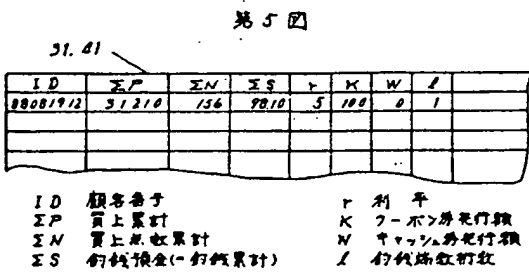 第5図
31.41
ID ΣP ΣN ΣS r K W l
88081912 31210 156 9810 5 100 0 1
ID 顧客番号
ΣP 買上累計
ΣN 買上点数累計
ΣS 釣銭預金(=釣銭累計)
r 利率
K クーポン券発行額
W キャッシュ券発行額
l 釣銭端数桁数